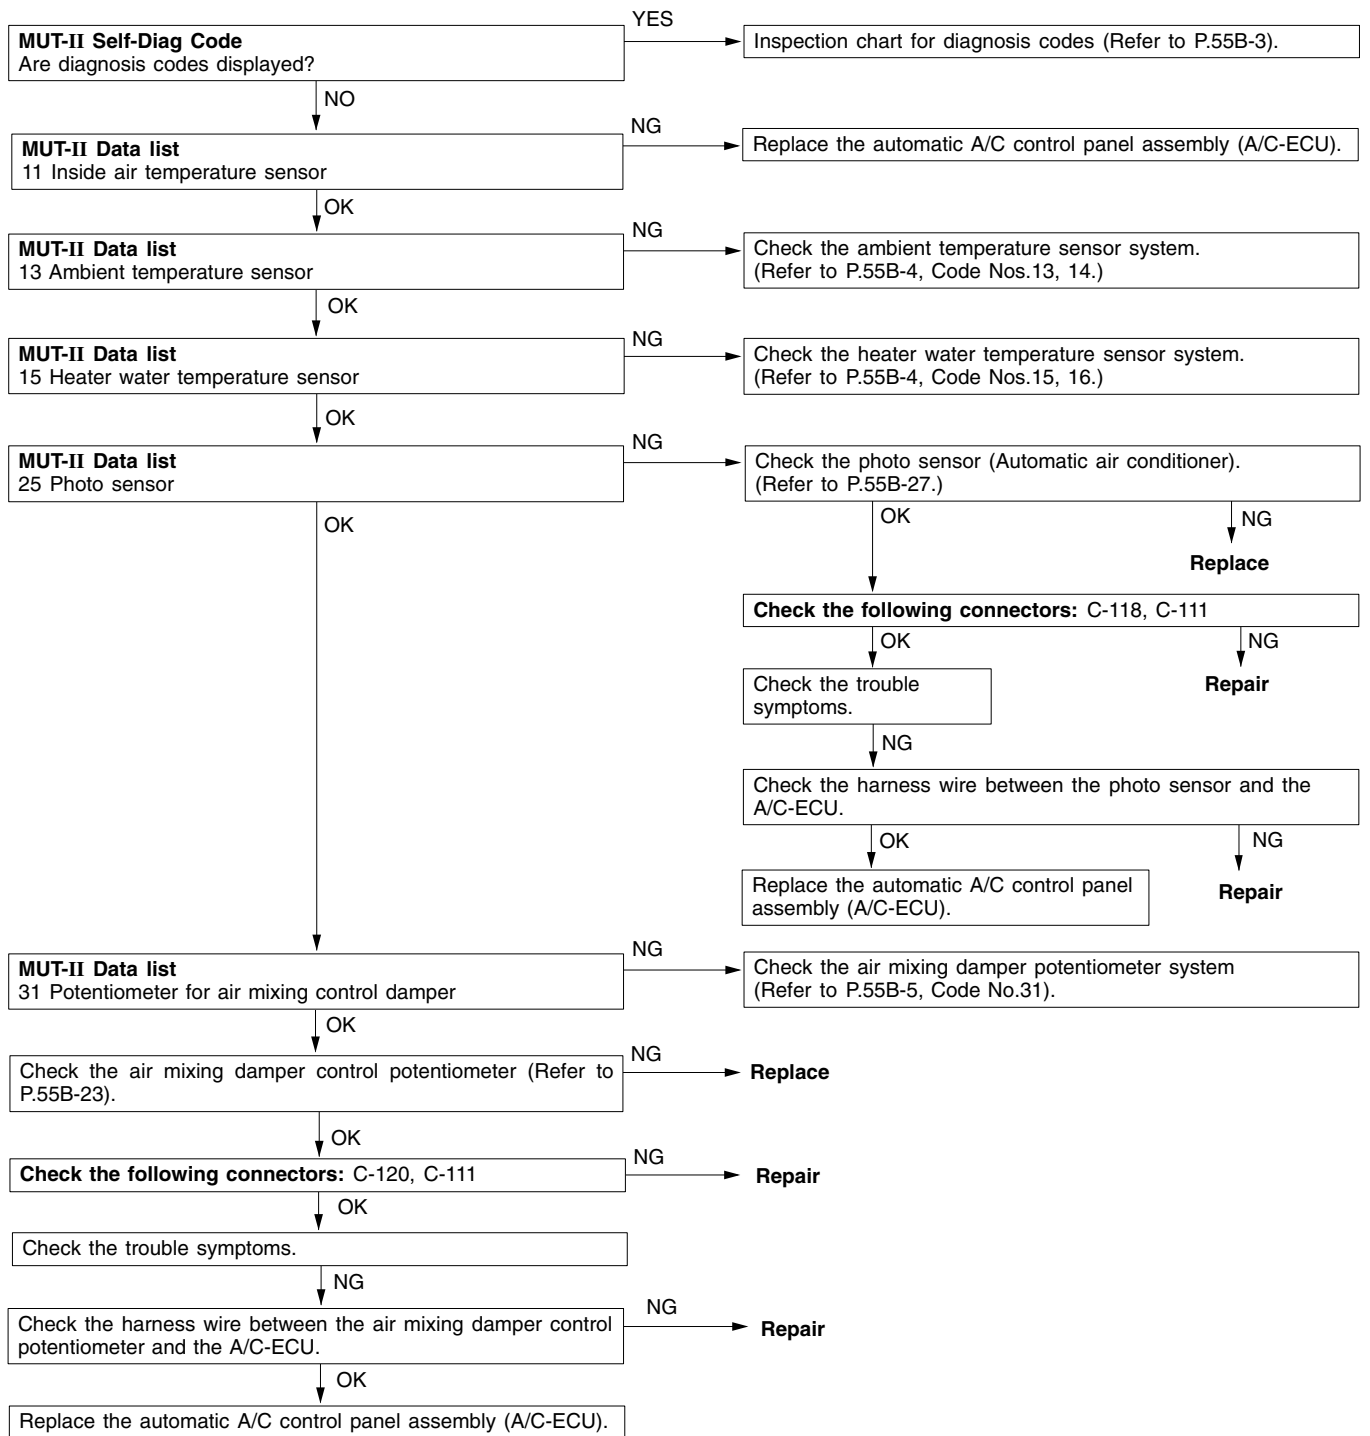 YES
MUT-II Self-Diag Code
Are diagnosis codes displayed?
Inspection chart for diagnosis codes (Refer to P.55B-3).
NO
NG
MUT-II Data list
11 Inside air temperature sensor
Replace the automatic A/C control panel assembly (A/C-ECU).
OK
NG
MUT-II Data list
13 Ambient temperature sensor
Check the ambient temperature sensor system.
(Refer to P.55B-4, Code Nos.13, 14.)
OK
NG
MUT-II Data list
15 Heater water temperature sensor
Check the heater water temperature sensor system.
(Refer to P.55B-4, Code Nos.15, 16.)
OK
NG
MUT-II Data list
25 Photo sensor
Check the photo sensor (Automatic air conditioner).
(Refer to P.55B-27.)
OK
OK
NG
Replace
Check the following connectors: C-118, C-111
OK
NG
Check the trouble
symptoms.
Repair
NG
Check the harness wire between the photo sensor and the
A/C-ECU.
OK
NG
Replace the automatic A/C control panel
assembly (A/C-ECU).
Repair
NG
MUT-II Data list
31 Potentiometer for air mixing control damper
Check the air mixing damper potentiometer system
(Refer to P.55B-5, Code No.31).
OK
NG
Check the air mixing damper control potentiometer (Refer to
P.55B-23).
Replace
OK
NG
Check the following connectors: C-120, C-111
Repair
OK
Check the trouble symptoms.
NG
NG
Check the harness wire between the air mixing damper control
potentiometer and the A/C-ECU.
Repair
OK
Replace the automatic A/C control panel assembly (A/C-ECU).